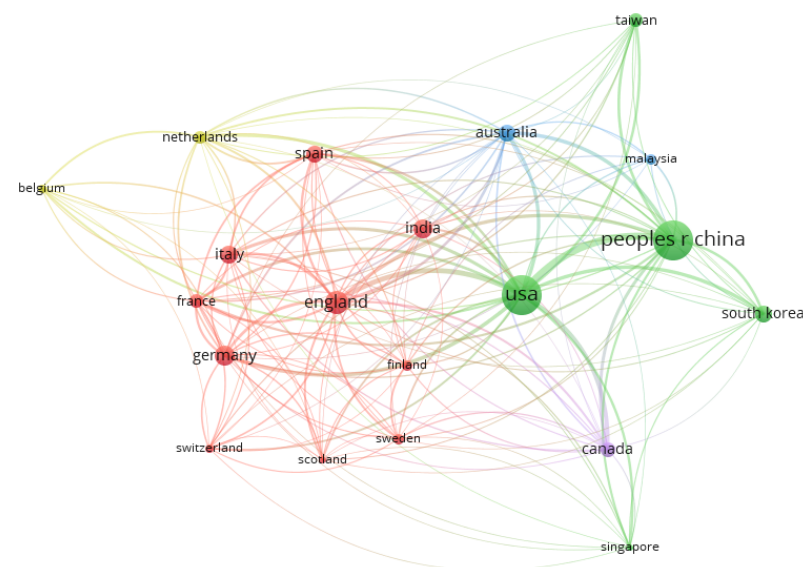 taiwan
netherlands
australia
spain
malaysia
belgium
india
peoples r china
italy
usa
france
england
south korea
germany
finland
sweden
switzerland
scotland
canada
singapore